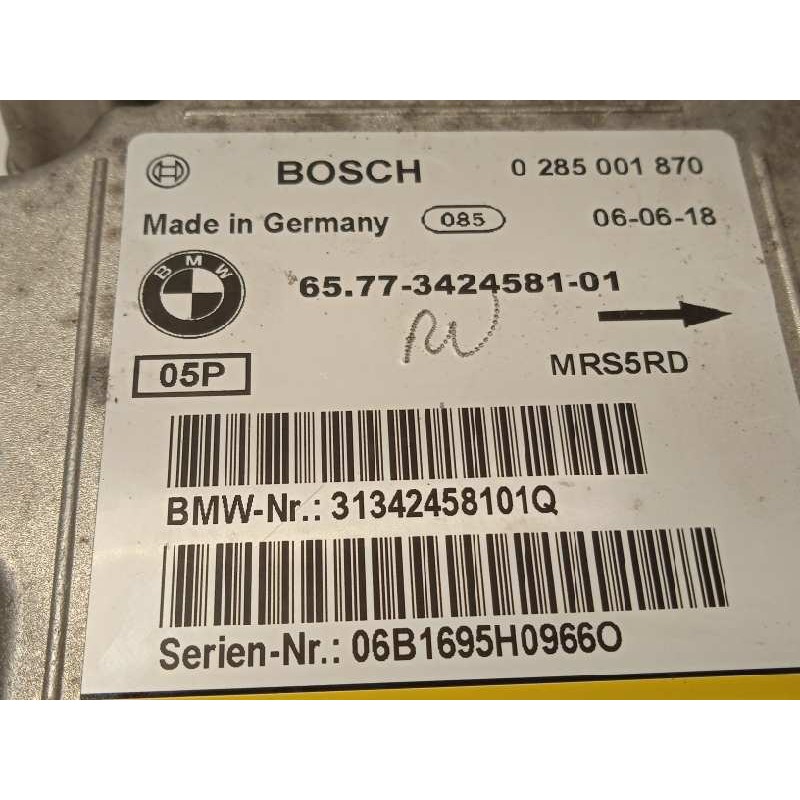 BOSCH 0 285 001 870
Made in Germany 085 06-06-18
BMW 65.77-3424581-01
05P MRS5RD
BMW-Nr.: 31342458101Q
Serien-Nr.: 06B1695H0966O